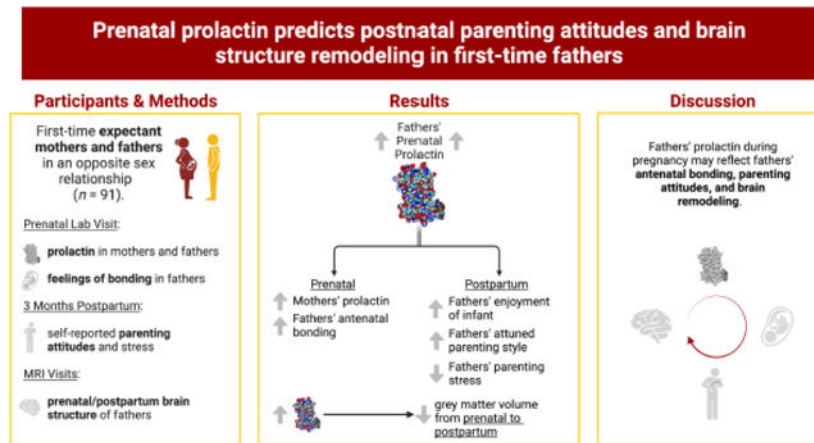 Prenatal prolactin predicts postnatal parenting attitudes and brain
structure remodeling in first-time fathers
Participants & Methods
First-time expectant
mothers and fathers
in an opposite sex
relationship
(n = 91).
Prenatal Lab Visit:
prolactin in mothers and fathers
feelings of bonding in fathers
3 Months Postpartum:
self-reported parenting
attitudes and stress
MRI Visits:
prenatal/postpartum brain
structure of fathers
Results
Fathers'
Prenatal
Prolactin
Prenatal
Mothers' prolactin
Fathers' antenatal
bonding
Postpartum
Fathers' enjoyment
of infant
Fathers' attuned
parenting style
Fathers' parenting
stress
grey matter volume
from prenatal to
postpartum
Discussion
Fathers' prolactin during
pregnancy may reflect fathers'
antenatal bonding, parenting
attitudes, and brain
remodeling.